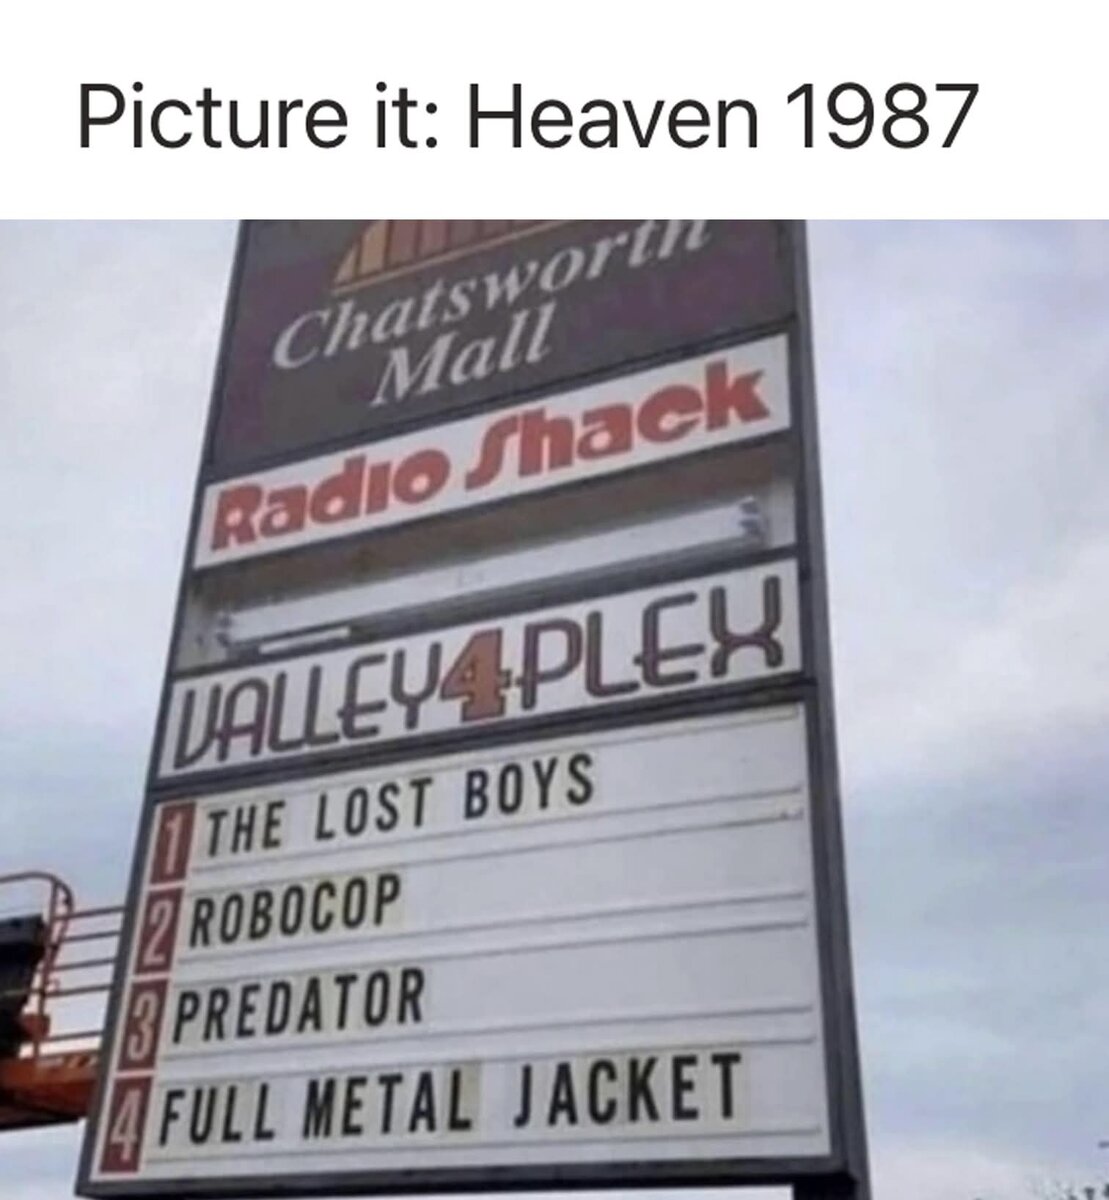 Picture it: Heaven 1987
Chatsworth
Mall
Radio Shack
VALLEY4PLEX
1 THE LOST BOYS
2 ROBOCOP
3 PREDATOR
4 FULL METAL JACKET